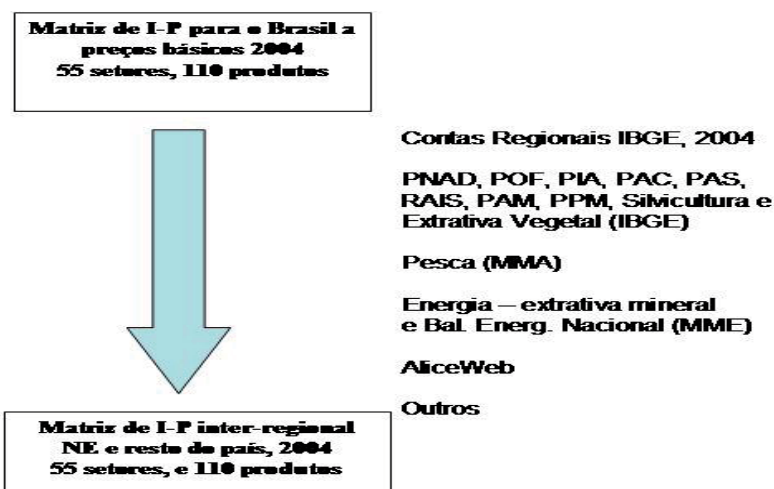 Matriz de I-P para o Brasil a
preços básicos 2004
55 setores, 110 produtos
Contas Regionais IBGE, 2004
PNAD, POF, PIA, PAC, PAS,
RAIS, PAM, PPM, Silvicultura e
Extrativa Vegetal (IBGE)
Pesca (MMA)
Energia – extrativa mineral
e Bal. Energ. Nacional (MME)
AliceWeb
Outros
Matriz de I-P inter-regional
NE e resto do país, 2004
55 setores, e 110 produtos